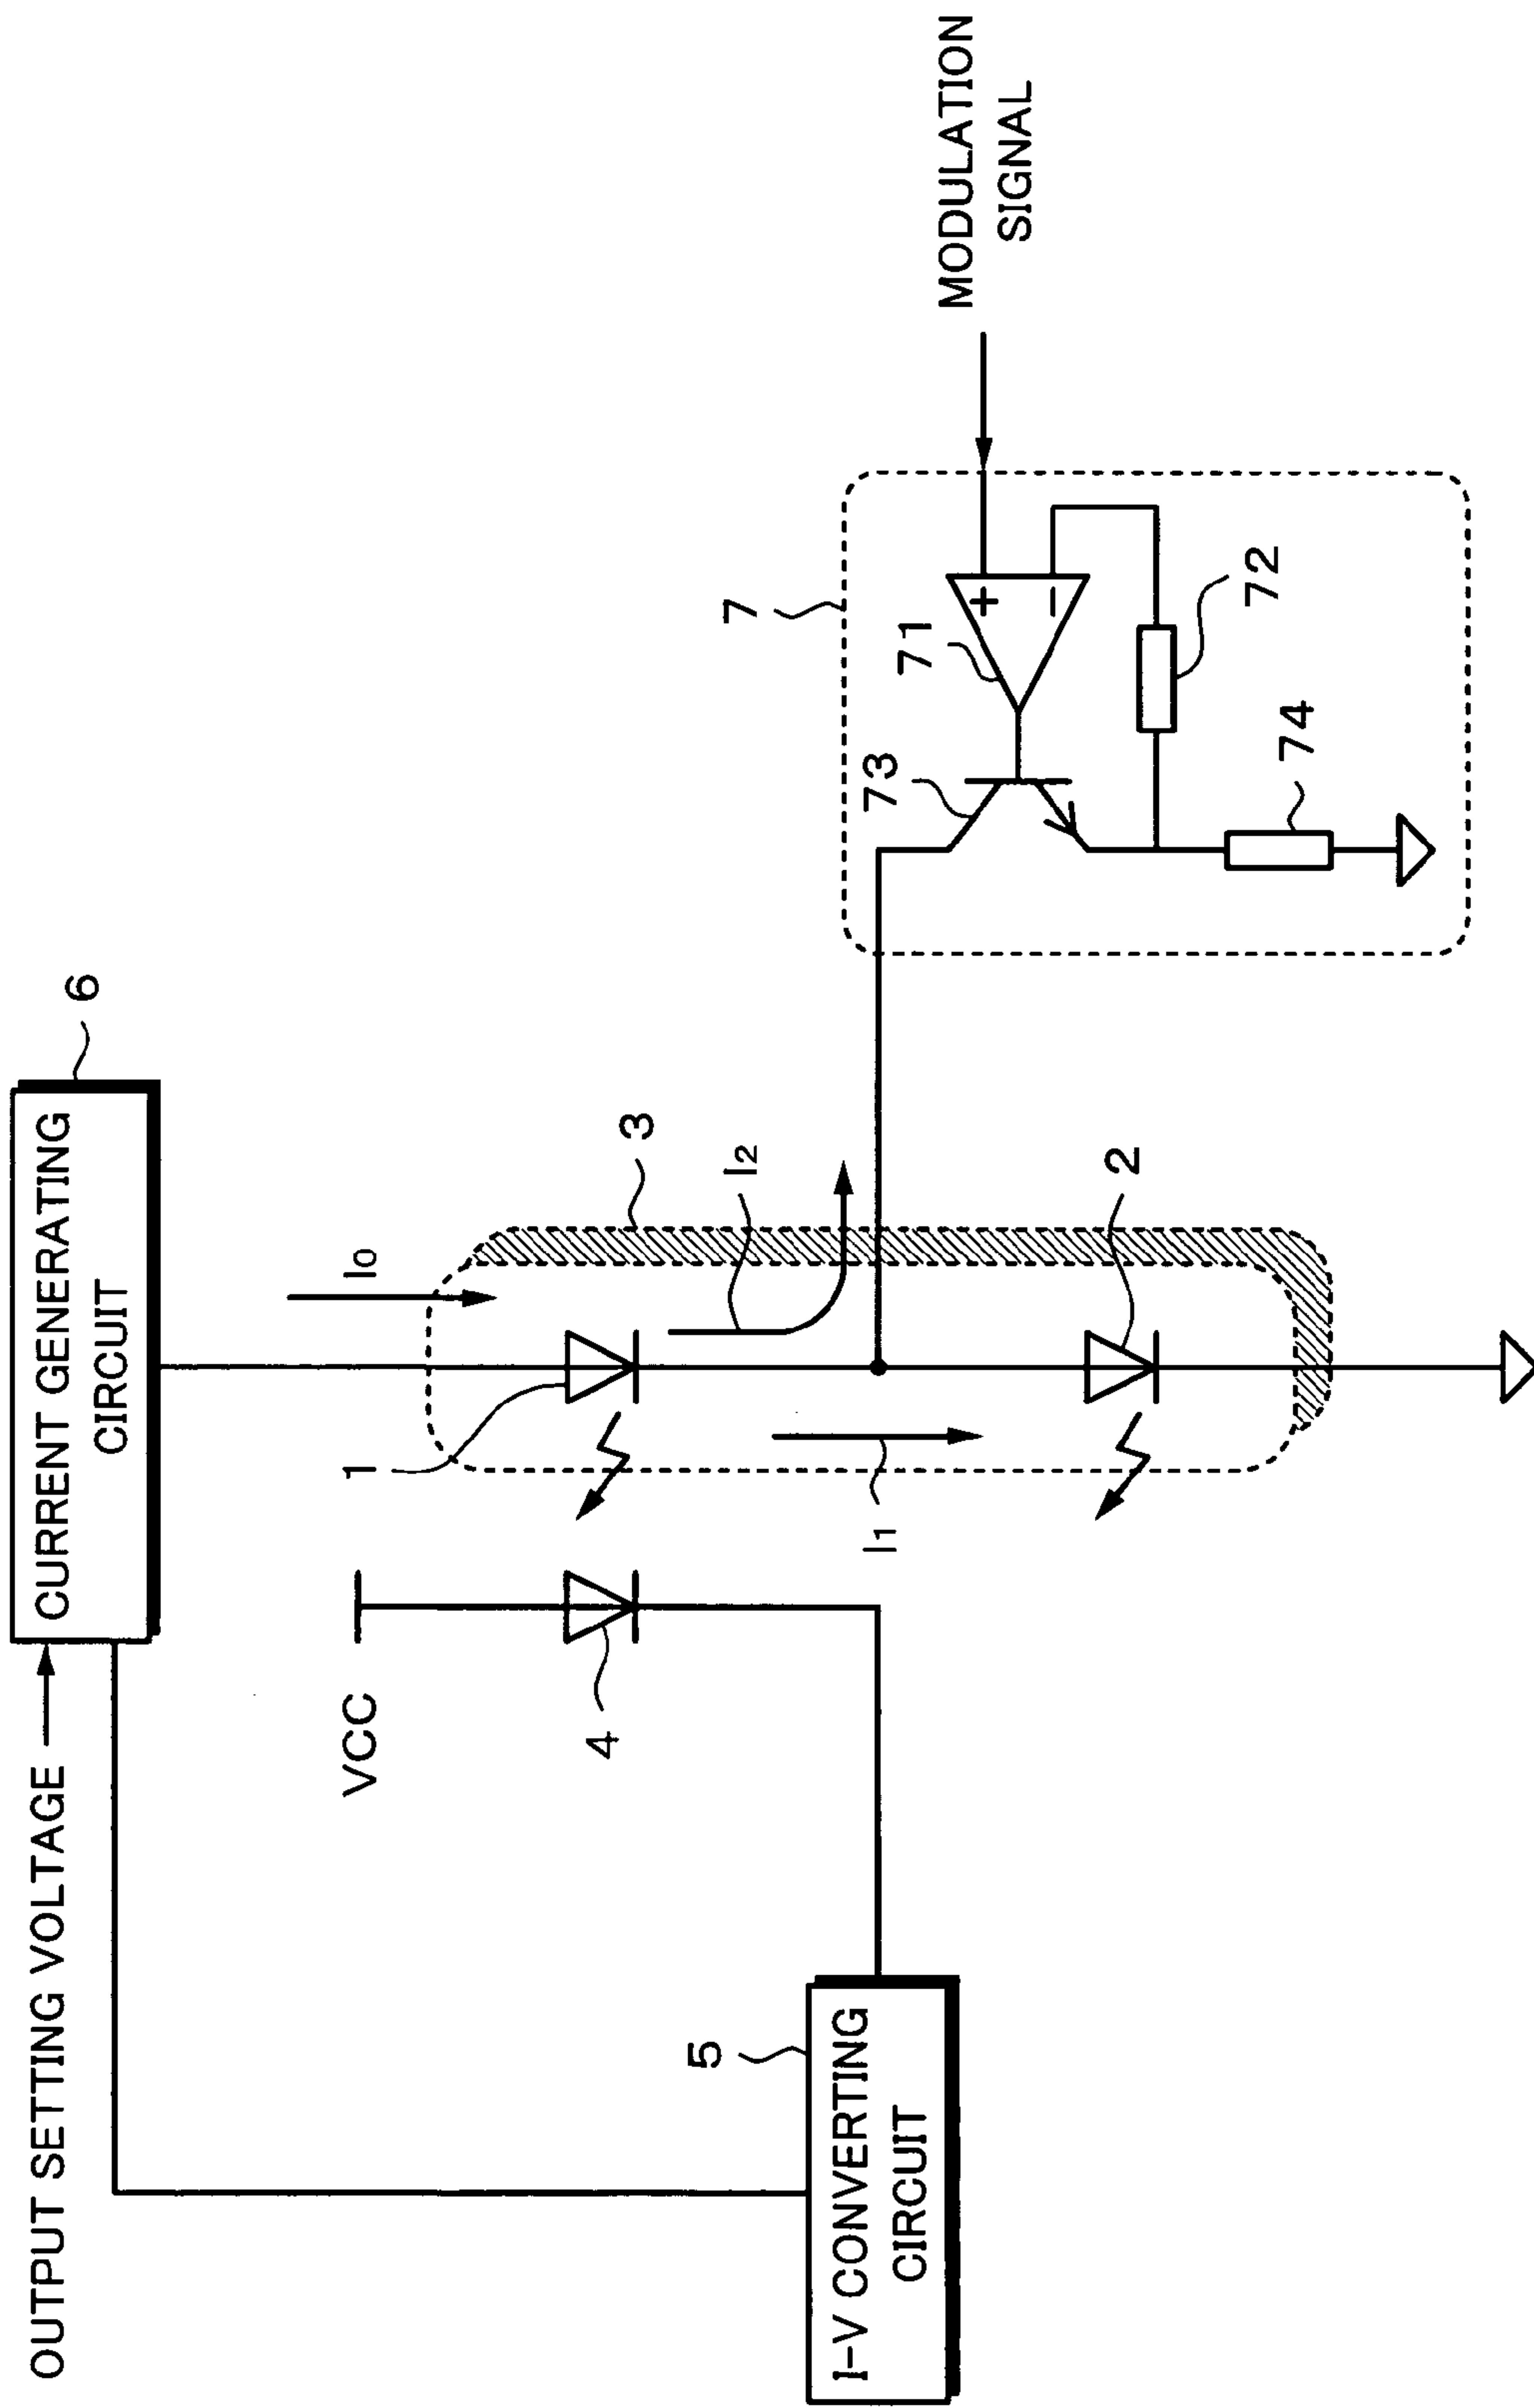 OUTPUT SETTING VOLTAGE
CURRENT GENERATING
CIRCUIT
6
VCC
1
I0
4
3
I2
I1
2
5
I-V CONVERTING
CIRCUIT
7
71
73
72
74
+
−
MODULATION
SIGNAL